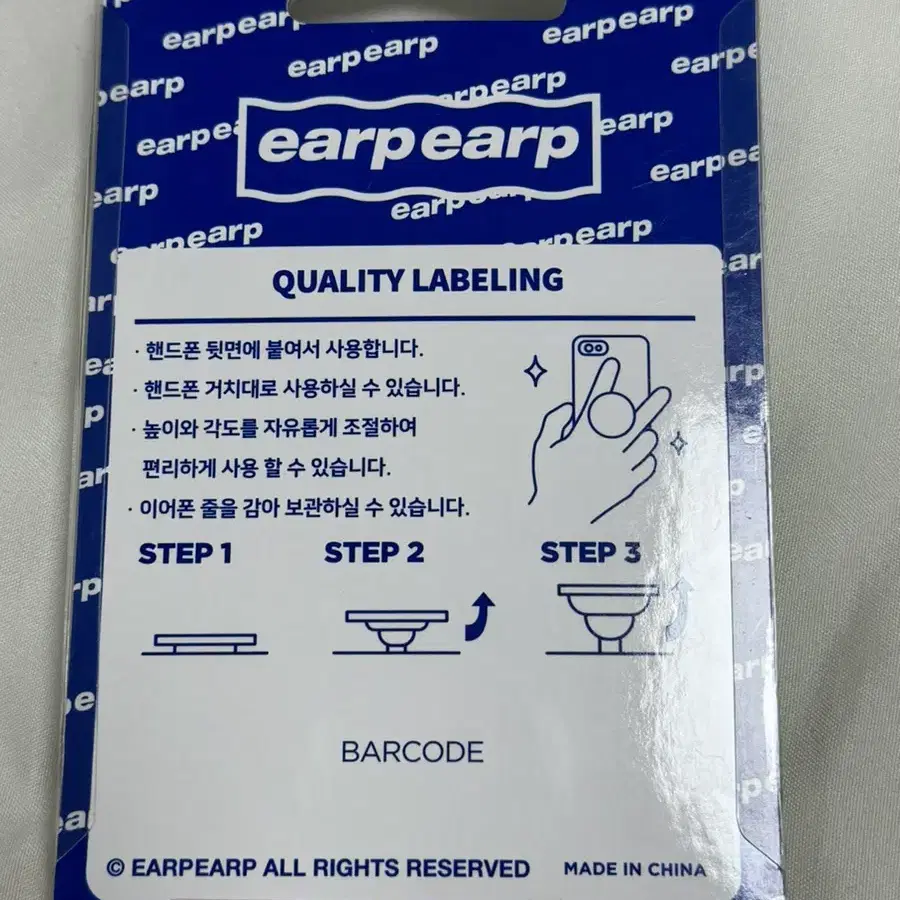 earpearp
earpearp
earpearp
earpearp
QUALITY LABELING
· 핸드폰 뒷면에 붙여서 사용합니다.
· 핸드폰 거치대로 사용하실 수 있습니다.
· 높이와 각도를 자유롭게 조절하여
편리하게 사용 할 수 있습니다.
· 이어폰 줄을 감아 보관하실 수 있습니다.
STEP 1 STEP 2 STEP 3
BARCODE
© EARPEARP ALL RIGHTS RESERVED MADE IN CHINA